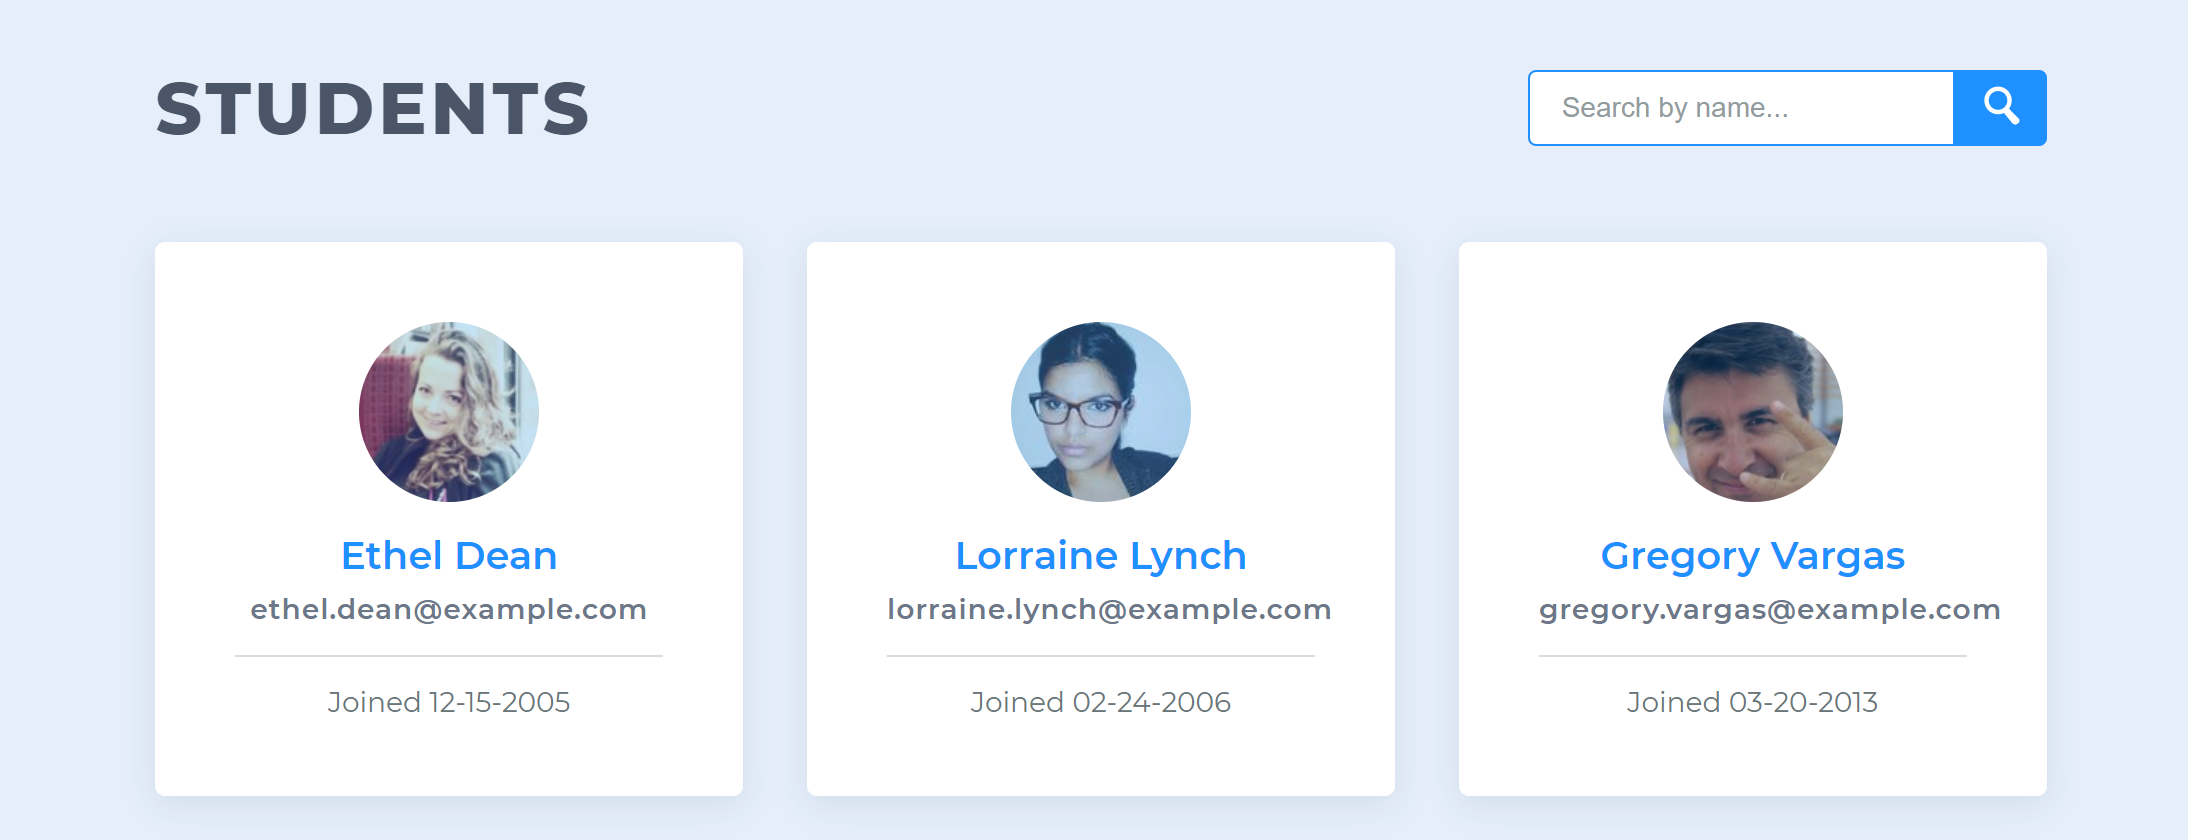 STUDENTS
Search by name...
Ethel Dean
ethel.dean@example.com
Joined 12-15-2005
Lorraine Lynch
lorraine.lynch@example.com
Joined 02-24-2006
Gregory Vargas
gregory.vargas@example.com
Joined 03-20-2013